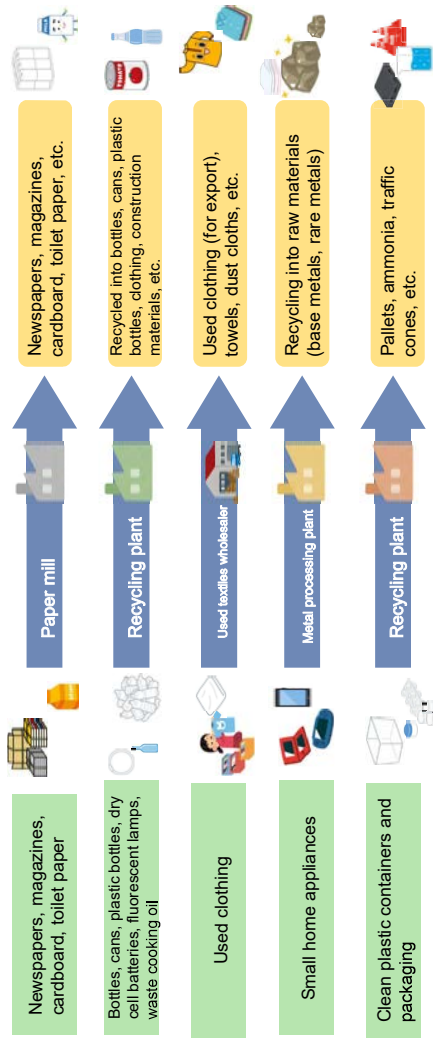 Newspapers, magazines,
cardboard, toilet paper
Paper mill
Newspapers, magazines,
cardboard, toilet paper, etc.
Bottles, cans, plastic bottles, dry
cell batteries, fluorescent lamps,
waste cooking oil
Recycling plant
Recycled into bottles, cans, plastic
bottles, clothing, construction
materials, etc.
Used clothing
Used textiles wholesaler
Used clothing (for export),
towels, dust cloths, etc.
Small home appliances
Metal processing plant
Recycling into raw materials
(base metals, rare metals)
Clean plastic containers and
packaging
Recycling plant
Pallets, ammonia, traffic
cones, etc.